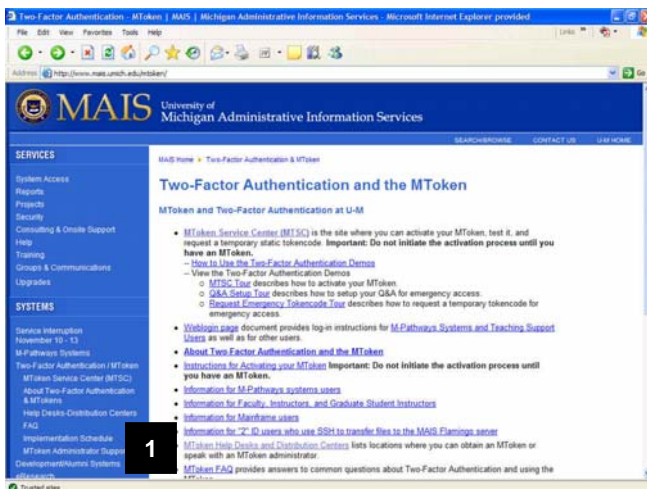 Two-Factor Authentication - MToken | MAIS | Michigan Administrative Information Services - Microsoft Internet Explorer provided
File Edit View Favorites Tools Help
Links
Address http://www.mais.umich.edu/mtoken/
Go
MAIS University of
Michigan Administrative Information Services
SEARCH/BROWSE CONTACT US U-M HOME
SERVICES
System Access
Reports
Projects
Security
Consulting & Onsite Support
Help
Training
Groups & Communications
Upgrades
SYSTEMS
Service Interruption
November 10 - 13
M-Pathways Systems
Two-Factor Authentication / MToken
MToken Service Center (MTSC)
About Two-Factor Authentication
& MTokens
Help Desks-Distribution Centers
FAQ
Implementation Schedule
MToken Administrator Support
Development/Alumni Systems
eResearch
1
MAIS Home Two-Factor Authentication & MToken
Two-Factor Authentication and the MToken
MToken and Two-Factor Authentication at U-M
• MToken Service Center (MTSC) is the site where you can activate your MToken, test it, and
request a temporary static tokencode. Important: Do not initiate the activation process until you
have an MToken.
-- How to Use the Two-Factor Authentication Demos
-- View the Two-Factor Authentication Demos
o MTSC Tour describes how to activate your MToken.
o Q&A Setup Tour describes how to setup your Q&A for emergency access.
o Request Emergency Tokencode Tour describes how to request a temporary tokencode for
emergency access.
• Weblogin page document provides log-in instructions for M-Pathways Systems and Teaching Support
Users as well as for other users.
• About Two Factor Authentication and the MToken
• Instructions for Activating your MToken Important: Do not initiate the activation process until
you have an MToken.
• Information for M-Pathways systems users
• Information for Faculty, Instructors, and Graduate Student Instructors
• Information for Mainframe users
• Information for "2" ID users who use SSH to transfer files to the MAIS Flamingo server
• MToken Help Desks and Distribution Centers lists locations where you can obtain an MToken or
speak with an MToken administrator.
• MToken FAQ provides answers to common questions about Two-Factor Authentication and using the
MToken.
Trusted sites